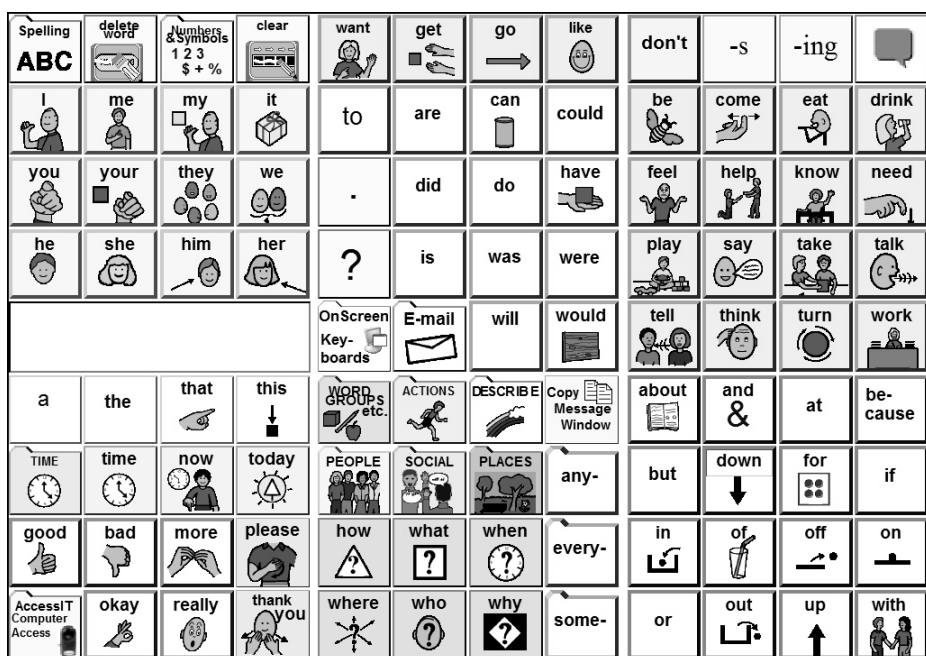 Spelling ABC delete word Numbers & Symbols 1 2 3 $ + % clear want get go like don't -s -ing
I me my it to are can could be come eat drink
you your they we . did do have feel help know need
he she him her ? is was were play say take talk
OnScreen Key-boards E-mail will would tell think turn work
a the that this WORD GROUPS etc. ACTIONS DESCRIBE Copy Message Window about and & at be-cause
TIME time now today PEOPLE SOCIAL PLACES any- but down for if
good bad more please how ? what ? when ? every- in of off on
AccessIT Computer Access okay really thank you where ? who ? why ? some- or out up with